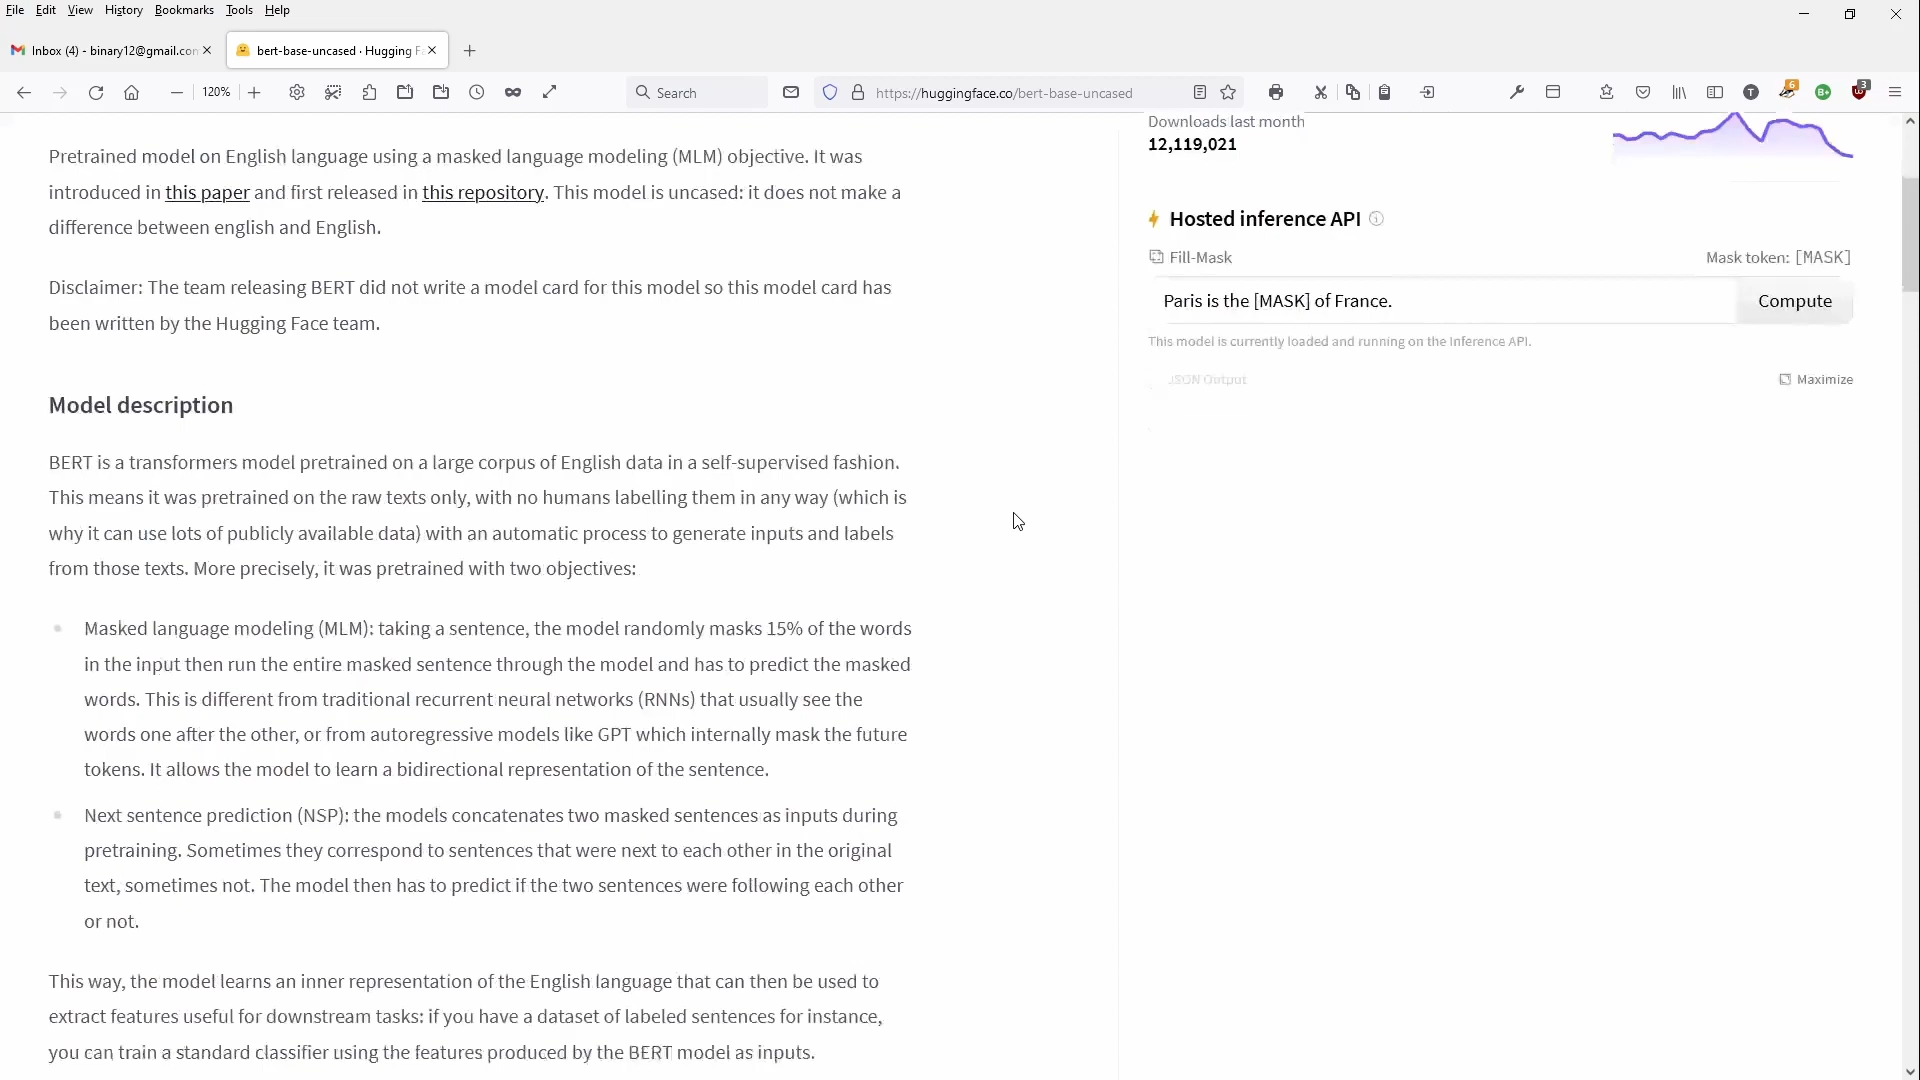 File Edit View History Bookmarks Tools Help
Inbox (4) - binary12@gmail.con
bert-base-uncased · Hugging F
120%
Search
https://huggingface.co/bert-base-uncased
6
T
B+
3
Downloads last month
12,119,021
Pretrained model on English language using a masked language modeling (MLM) objective. It was
introduced in this paper and first released in this repository. This model is uncased: it does not make a
difference between english and English.
Disclaimer: The team releasing BERT did not write a model card for this model so this model card has
been written by the Hugging Face team.
Model description
BERT is a transformers model pretrained on a large corpus of English data in a self-supervised fashion.
This means it was pretrained on the raw texts only, with no humans labelling them in any way (which is
why it can use lots of publicly available data) with an automatic process to generate inputs and labels
from those texts. More precisely, it was pretrained with two objectives:
Masked language modeling (MLM): taking a sentence, the model randomly masks 15% of the words
in the input then run the entire masked sentence through the model and has to predict the masked
words. This is different from traditional recurrent neural networks (RNNs) that usually see the
words one after the other, or from autoregressive models like GPT which internally mask the future
tokens. It allows the model to learn a bidirectional representation of the sentence.
Next sentence prediction (NSP): the models concatenates two masked sentences as inputs during
pretraining. Sometimes they correspond to sentences that were next to each other in the original
text, sometimes not. The model then has to predict if the two sentences were following each other
or not.
This way, the model learns an inner representation of the English language that can then be used to
extract features useful for downstream tasks: if you have a dataset of labeled sentences for instance,
you can train a standard classifier using the features produced by the BERT model as inputs.
Hosted inference API
Fill-Mask
Mask token: [MASK]
Paris is the [MASK] of France.
Compute
This model is currently loaded and running on the Inference API.
JSON Output
Maximize